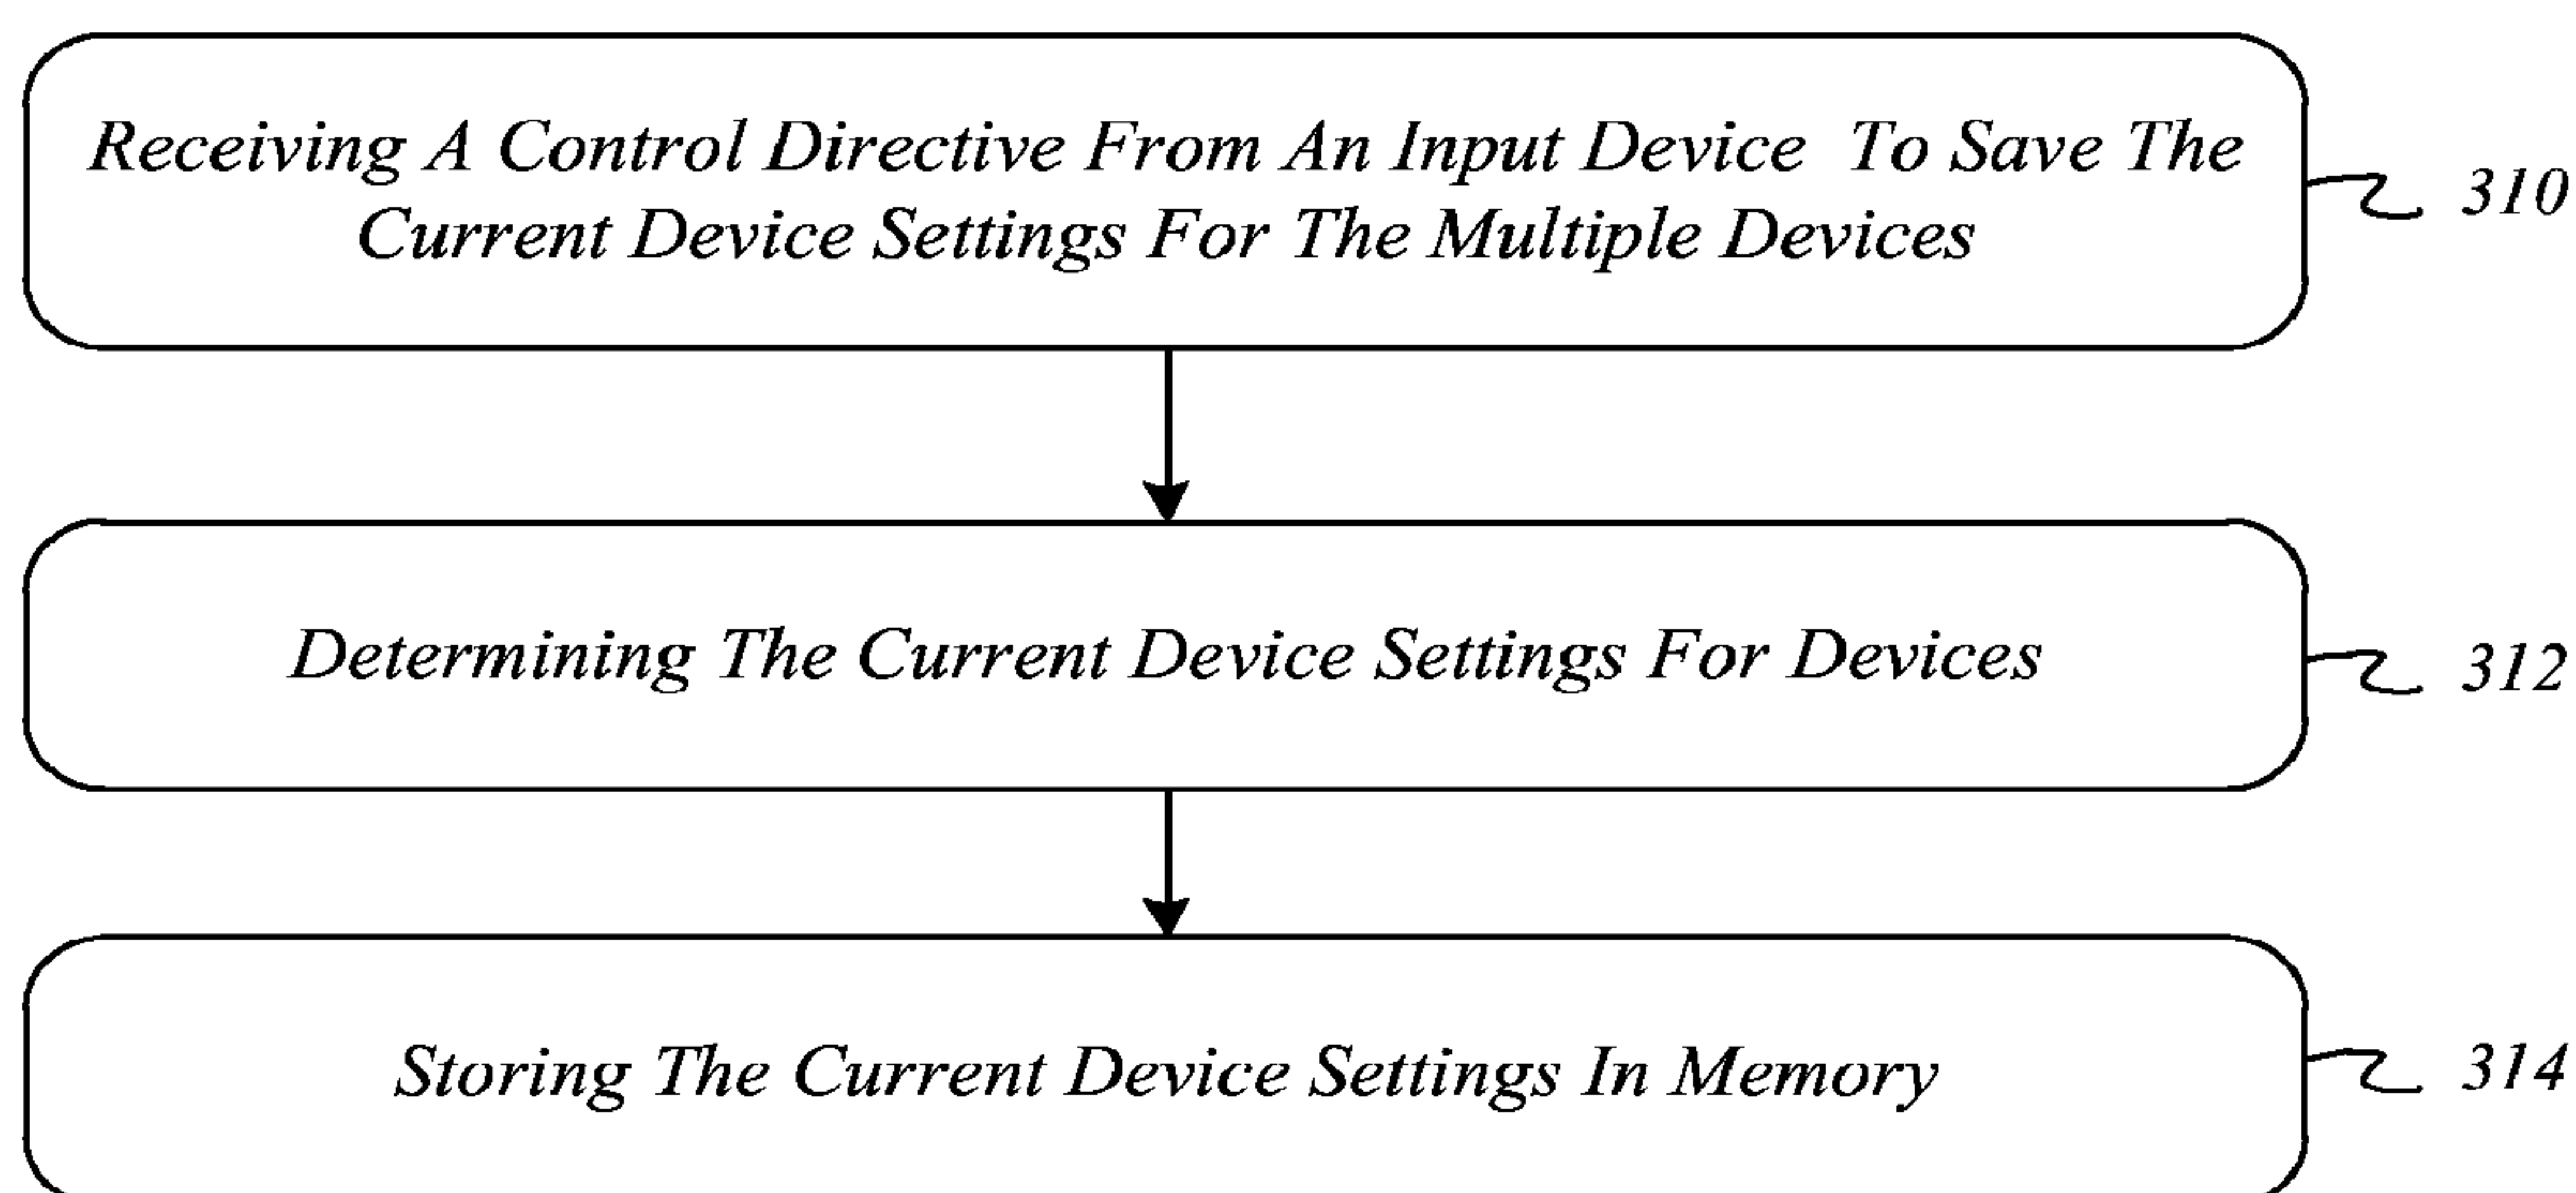 Receiving A Control Directive From An Input Device To Save The
Current Device Settings For The Multiple Devices
310
Determining The Current Device Settings For Devices
312
Storing The Current Device Settings In Memory
314